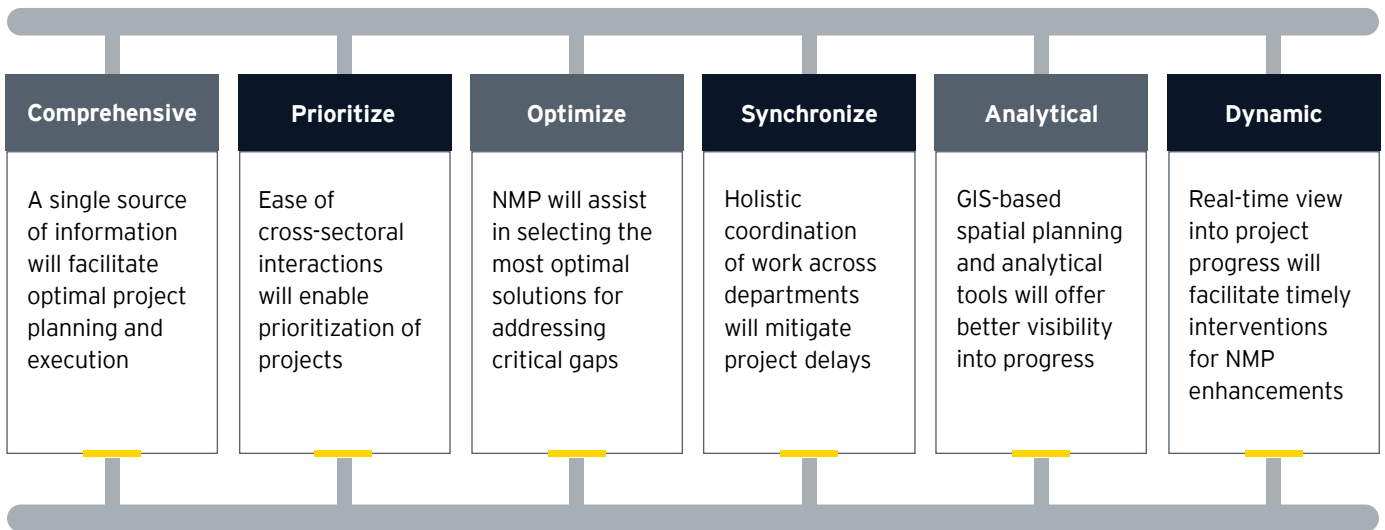 Comprehensive
A single source
of information
will facilitate
optimal project
planning and
execution
Prioritize
Ease of
cross-sectoral
interactions
will enable
prioritization of
projects
Optimize
NMP will assist
in selecting the
most optimal
solutions for
addressing
critical gaps
Synchronize
Holistic
coordination
of work across
departments
will mitigate
project delays
Analytical
GIS-based
spatial planning
and analytical
tools will offer
better visibility
into progress
Dynamic
Real-time view
into project
progress will
facilitate timely
interventions
for NMP
enhancements